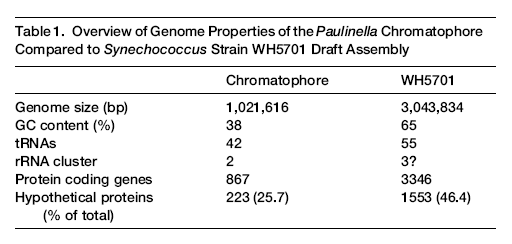 Table 1. Overview of Genome Properties of the Paulinella Chromatophore
Compared to Synechococcus Strain WH5701 Draft Assembly
Chromatophore WH5701
Genome size (bp) 1,021,616 3,043,834
GC content (%) 38 65
tRNAs 42 55
rRNA cluster 2 3?
Protein coding genes 867 3346
Hypothetical proteins 223 (25.7) 1553 (46.4)
(% of total)